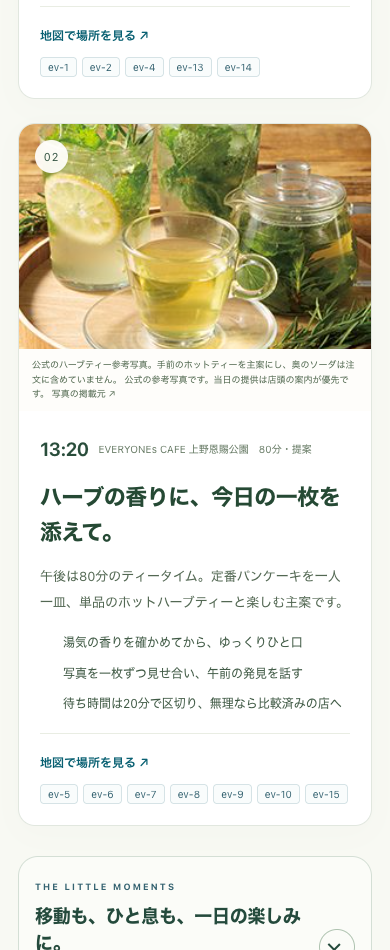 地図で場所を見る ↗
ev-1 ev-2 ev-4 ev-13 ev-14
02
公式のハーブティー参考写真。手前のホットティーを主案にし、奥のソーダは注
文に含めていません。 公式の参考写真です。当日の提供は店頭の案内が優先で
す。 写真の掲載元 ↗
13:20 EVERYONEs CAFE 上野恩賜公園 80分・提案
ハーブの香りに、今日の一枚を
添えて。
午後は80分のティータイム。定番パンケーキを一人
一皿、単品のホットハーブティーと楽しむ主案です。
湯気の香りを確かめてから、ゆっくりひと口
写真を一枚ずつ見せ合い、午前の発見を話す
待ち時間は20分で区切り、無理なら比較済みの店へ
地図で場所を見る ↗
ev-5 ev-6 ev-7 ev-8 ev-9 ev-10 ev-15
THE LITTLE MOMENTS
移動も、ひと息も、一日の楽しみ
に。